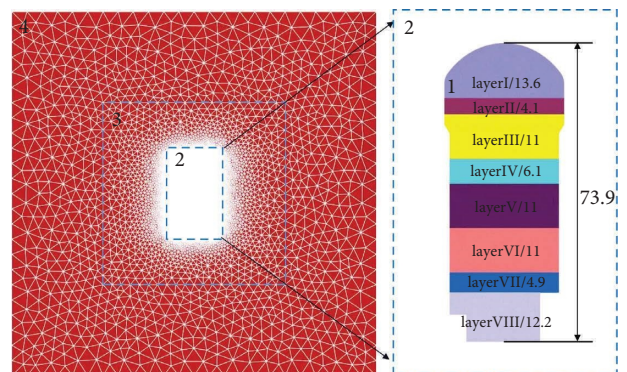 4
3
2
2
1
layerI/13.6
layerII/4.1
layerIII/11
layerIV/6.1
layerV/11
layerVI/11
layerVII/4.9
layerVIII/12.2
73.9